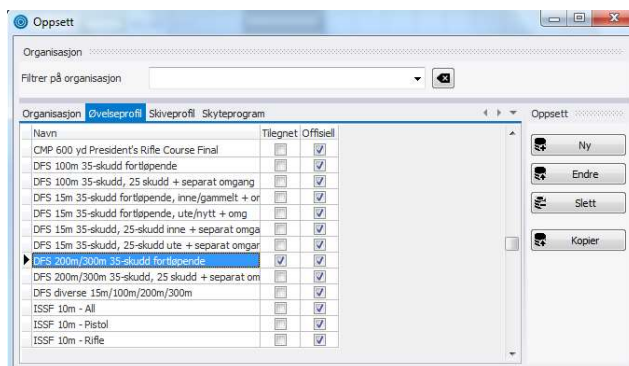 Oppsett
Organisasjon
Filtrer på organisasjon
Organisasjon Øvelseprofil Skiveprofil Skyteprogram
Oppsett
Navn Tilegnet Offisiell
CMP 600 yd President's Rifle Course Final
DFS 100m 35-skudd fortløpende
DFS 100m 35-skudd, 25 skudd + separat omgang
DFS 15m 35-skudd fortløpende, inne/gammelt + or
DFS 15m 35-skudd fortløpende, ute/nytt + omg
DFS 15m 35-skudd, 25-skudd inne + separat omga
DFS 15m 35-skudd, 25-skudd ute + separat omgar
DFS 200m/300m 35-skudd fortløpende
DFS 200m/300m 35-skudd, 25 skudd + separat om
DFS diverse 15m/100m/200m/300m
ISSF 10m - All
ISSF 10m - Pistol
ISSF 10m - Rifle
Ny
Endre
Slett
Kopier